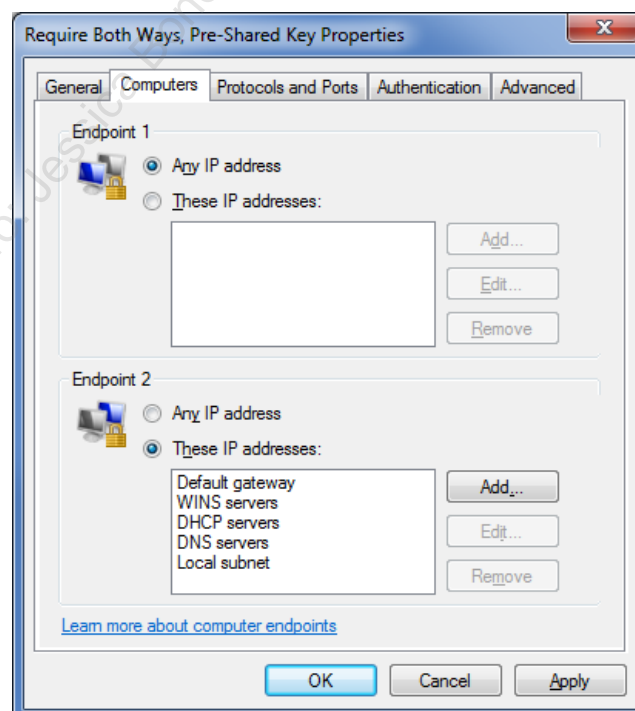 Require Both Ways, Pre-Shared Key Properties
General Computers Protocols and Ports Authentication Advanced
Endpoint 1
Any IP address
These IP addresses:
Add...
Edit...
Remove
Endpoint 2
Any IP address
These IP addresses:
Default gateway
WINS servers
DHCP servers
DNS servers
Local subnet
Add...
Edit...
Remove
Learn more about computer endpoints
OK Cancel Apply
Jessica